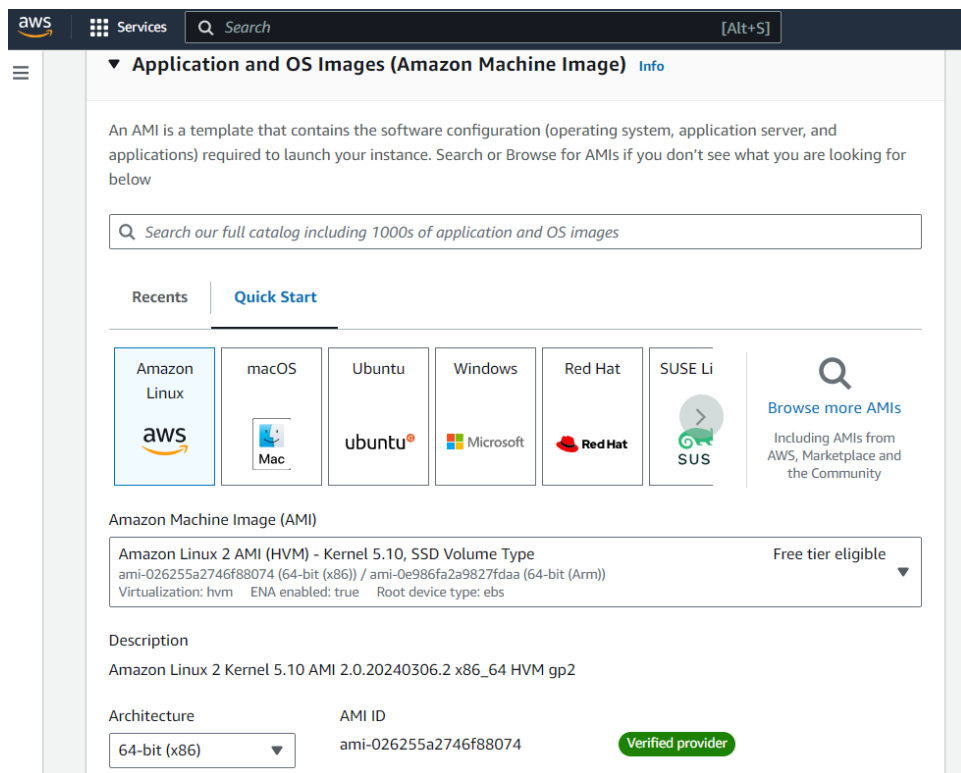 aws
Services
Search
[Alt+S]
Application and OS Images (Amazon Machine Image) Info
An AMI is a template that contains the software configuration (operating system, application server, and
applications) required to launch your instance. Search or Browse for AMIs if you don't see what you are looking for
below
Search our full catalog including 1000s of application and OS images
Recents
Quick Start
Amazon
Linux
aws
macOS
Mac
Ubuntu
ubuntu
Windows
Microsoft
Red Hat
Red Hat
SUSE Li
SUS
Browse more AMIs
Including AMIs from
AWS, Marketplace and
the Community
Amazon Machine Image (AMI)
Amazon Linux 2 AMI (HVM) - Kernel 5.10, SSD Volume Type
Free tier eligible
ami-026255a2746f88074 (64-bit (x86)) / ami-0e986fa2a9827fdaa (64-bit (Arm))
Virtualization: hvm ENA enabled: true Root device type: ebs
Description
Amazon Linux 2 Kernel 5.10 AMI 2.0.20240306.2 x86_64 HVM gp2
Architecture
64-bit (x86)
AMI ID
ami-026255a2746f88074
Verified provider